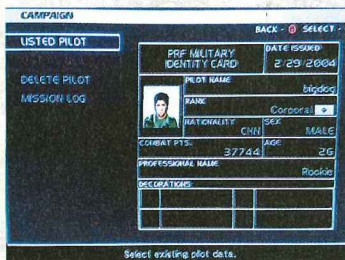 CAMPAIGN
BACK - SELECT -
LISTED PILOT
DELETE PILOT
MISSION LOG
PRF MILITARY
IDENTITY CARD
DATE ISSUED
2/29/2004
PILOT NAME
bigdog
RANK
Corporal
NATIONALITY
CHN
SEX
MALE
COMBAT PTS.
37744
AGE
26
PROFESSIONAL NAME
Rookie
DECORATIONS
Select existing pilot data.